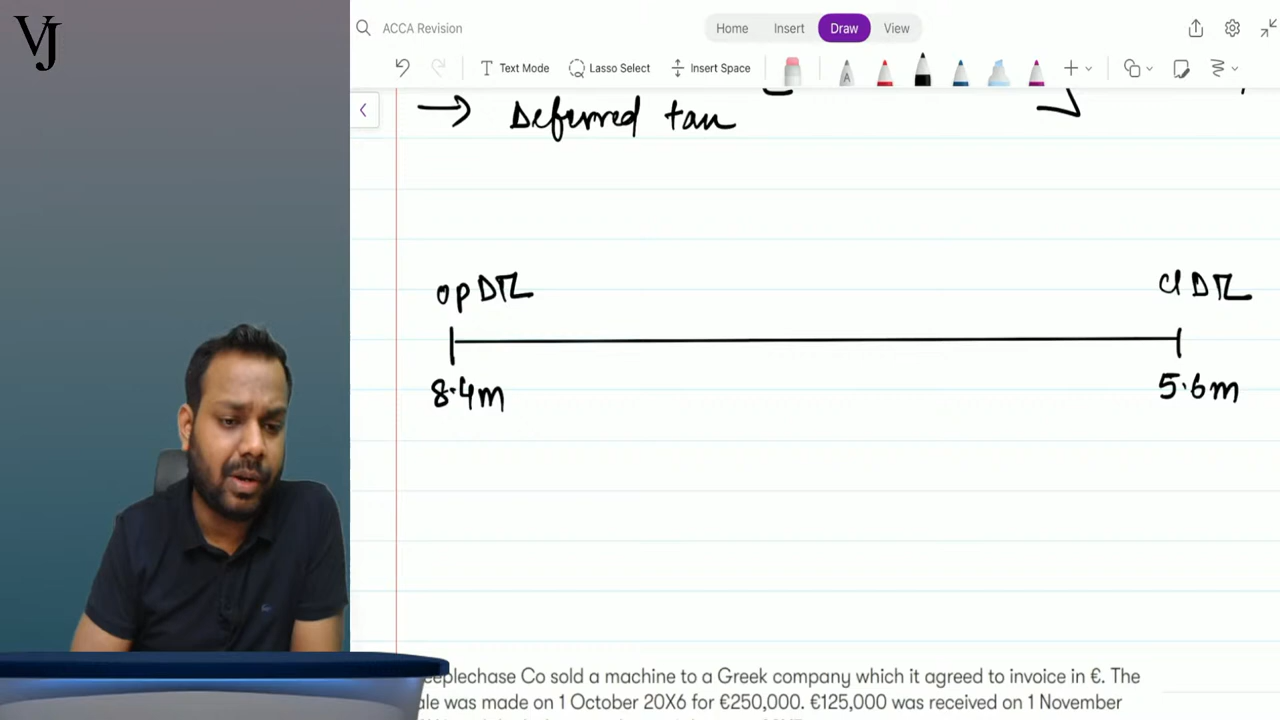 VJ
ACCA Revision
Home Insert Draw View
Text Mode Lasso Select Insert Space
A
→ Deferred tax
op DTL
cl DTL
8.4m
5.6m
eeplechase Co sold a machine to a Greek company which it agreed to invoice in €. The
ale was made on 1 October 20X6 for €250,000. €125,000 was received on 1 November